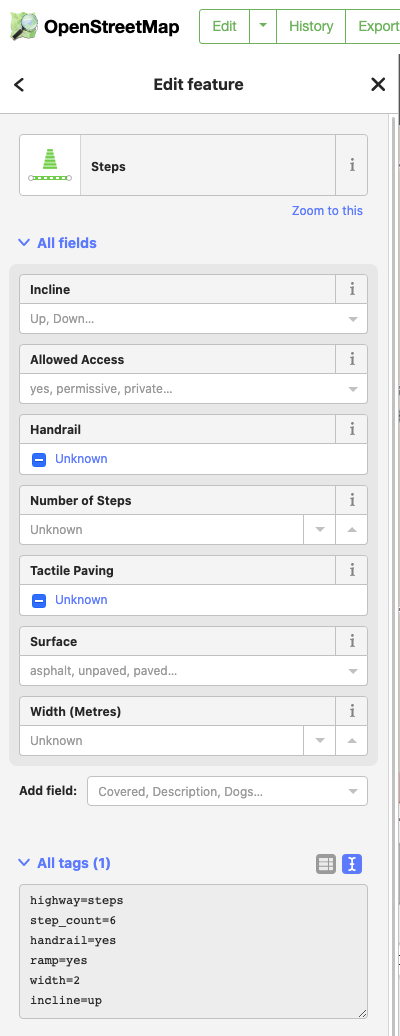 OpenStreetMap
Edit
History
Export
Edit feature
Steps
Zoom to this
All fields
Incline
Up, Down...
Allowed Access
yes, permissive, private...
Handrail
Unknown
Number of Steps
Unknown
Tactile Paving
Unknown
Surface
asphalt, unpaved, paved...
Width (Metres)
Unknown
Add field:
Covered, Description, Dogs...
All tags (1)
highway=steps
step_count=6
handrail=yes
ramp=yes
width=2
incline=up